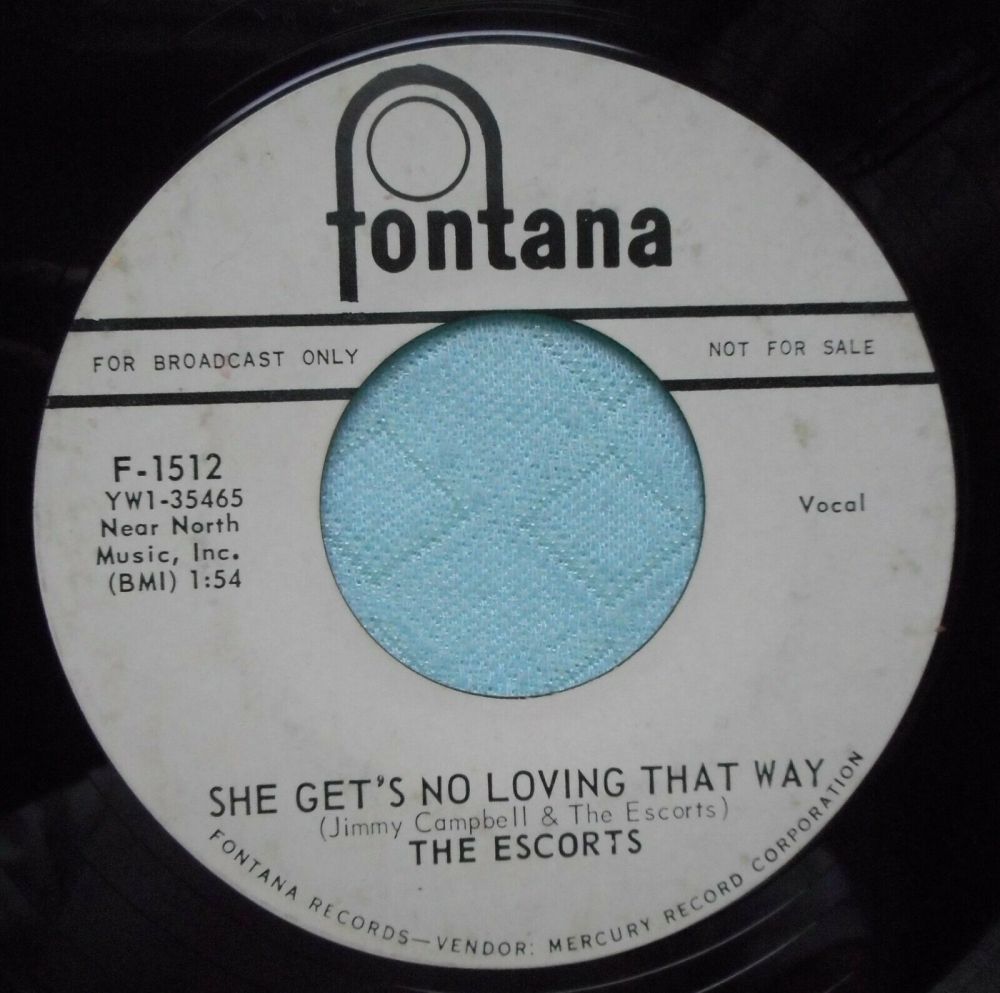 fontana
FOR BROADCAST ONLY
NOT FOR SALE
F-1512
YW1-35465
Near North
Music, Inc.
(BMI) 1:54
Vocal
SHE GET'S NO LOVING THAT WAY
(Jimmy Campbell & The Escorts)
THE ESCORTS
FONTANA RECORDS—VENDOR: MERCURY RECORD CORPORATION